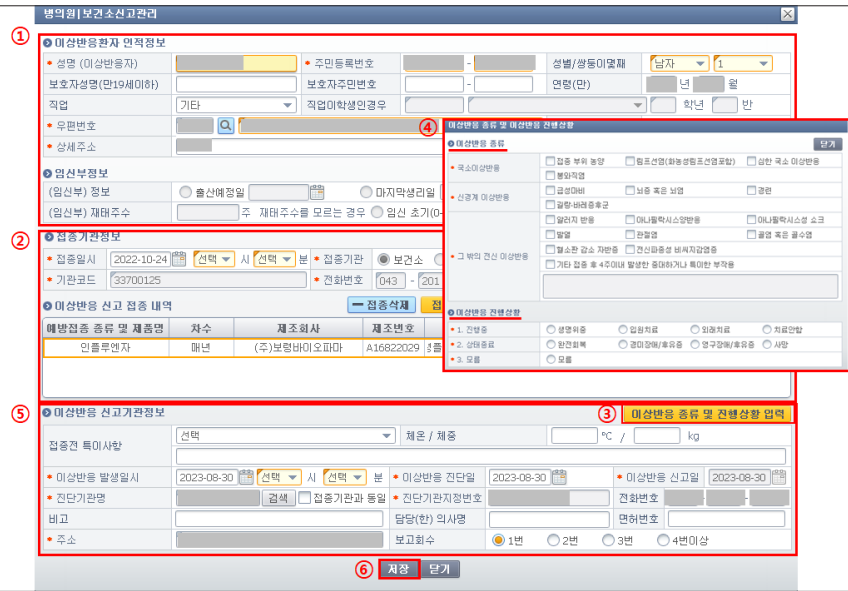 병의원|보건소신고관리
①
이상반응환자 인적정보
* 성명 (이상반응자) * 주민등록번호 - 성별/쌍둥이몇째 남자 1
보호자성명(만19세이하) 보호자주민번호 - 연령(만) 년 월
직업 기타 직업이학생인경우 학년 반
* 우편번호
* 상세주소
임신부정보
(임신부) 정보 출산예정일 마지막생리일
(임신부) 재태주수 주 재태주수를 모르는 경우 임신 초기(0-
④
이상반응 종류 및 이상반응 진행상황
이상반응 종류 닫기
* 국소이상반응 접종 부위 농양 림프선염(화농성림프선염포함) 심한 국소 이상반응
봉와직염
* 신경계 이상반응 급성마비 뇌증 혹은 뇌염 경련
길랑-바레증후군
* 그 밖의 전신 이상반응 알러지 반응 아나필락시스양반응 아나필락시스성 쇼크
발열 관절염 골염 혹은 골수염
혈소판 감소 자반증 전신파종성 비씨지감염증
기타 접종 후 4주이내 발생한 중대하거나 특이한 부작용
이상반응 진행상황
* 1. 진행중 생명위중 입원치료 외래치료 치료안함
* 2. 상태종료 완전회복 경미장애/후유증 영구장애/후유증 사망
* 3. 모름 모름
②
접종기관정보
* 접종일시 2022-10-24 선택 시 선택 분 * 접종기관 보건소
* 기관코드 33700125 * 전화번호 043 - 201
이상반응 신고 접종 내역 접종삭제 접
예방접종 종류 및 제품명 차수 제조회사 제조번호
인플루엔자 매년 (주)보령바이오파마 A16822029
⑤
이상반응 신고기관정보 ③ 이상반응 종류 및 진행상황 입력
접종전 특이사항 선택 체온 / 체중 ℃ / kg
* 이상반응 발생일시 2023-08-30 선택 시 선택 분 * 이상반응 진단일 2023-08-30 * 이상반응 신고일 2023-08-30
* 진단기관명 검색 접종기관과 동일 * 진단기관지정번호 전화번호 - -
비고 담당(한) 의사명 면허번호
* 주소 보고회수 1번 2번 3번 4번이상
⑥ 저장 닫기